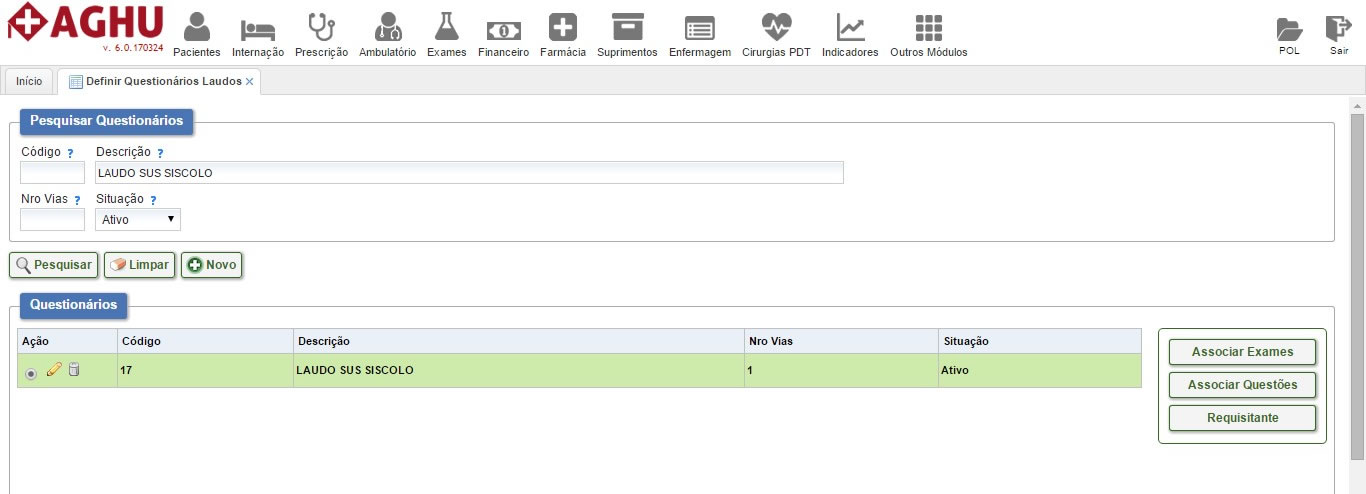 AGHU
v. 6.0.170324
Pacientes Internação Prescrição Ambulatório Exames Financeiro Farmácia Suprimentos Enfermagem Cirurgias PDT Indicadores Outros Módulos POL Sair
Início Definir Questionários Laudos ×
Pesquisar Questionários
Código ? Descrição ?
LAUDO SUS SISCOLO
Nro Vias ? Situação ?
Ativo
Pesquisar Limpar Novo
Questionários
Ação Código Descrição Nro Vias Situação
17 LAUDO SUS SISCOLO 1 Ativo
Associar Exames
Associar Questões
Requisitante